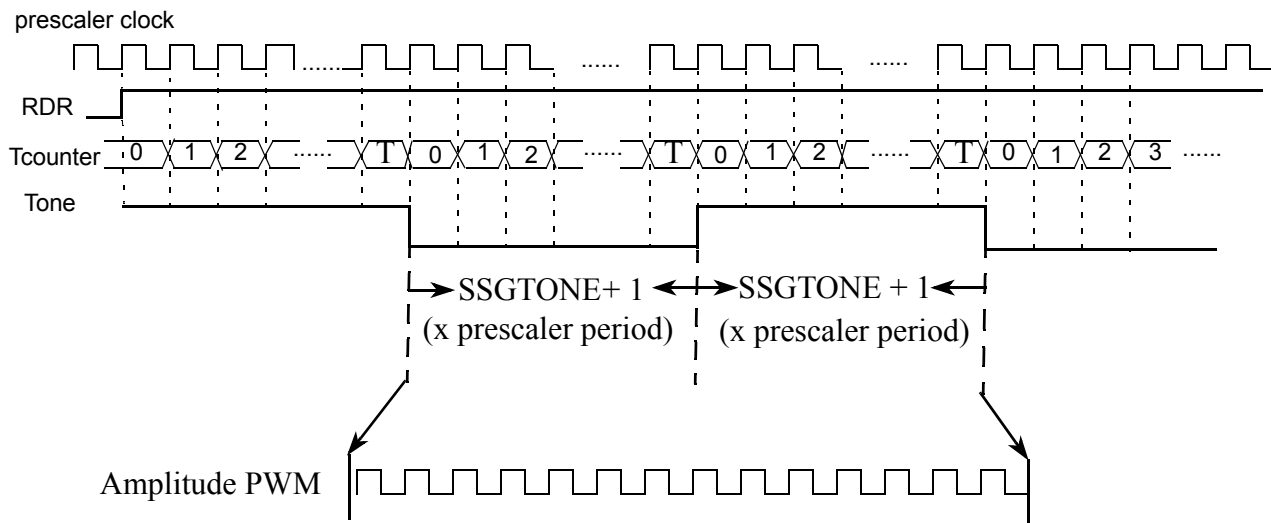 prescaler clock
...... ...... ......
RDR
Tcounter 0 1 2 ...... T 0 1 2 ...... T 0 1 2 ...... T 0 1 2 3 ......
Tone
SSGTONE+ 1 SSGTONE + 1
(x prescaler period) (x prescaler period)
Amplitude PWM